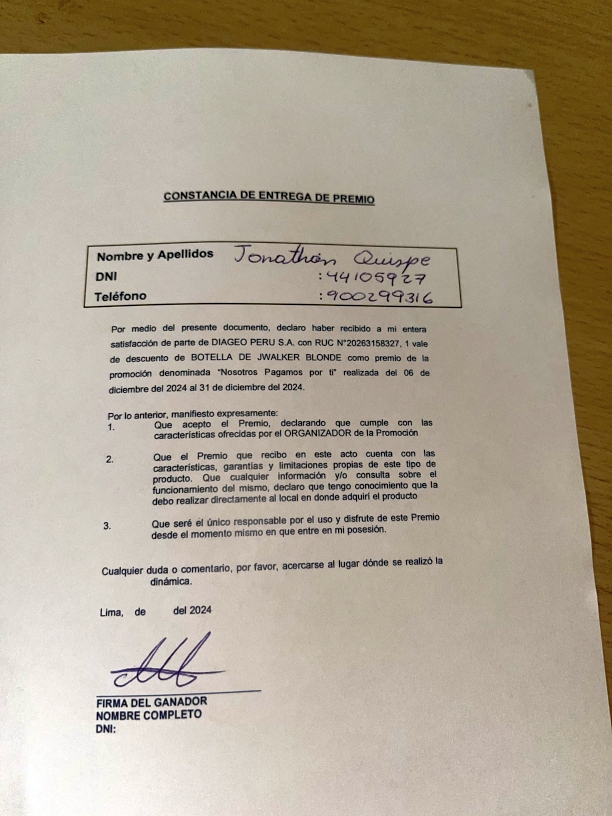 CONSTANCIA DE ENTREGA DE PREMIO
Nombre y Apellidos Jonathan Quispe
DNI :44105927
Teléfono :900299316
Por medio del presente documento, declaro haber recibido a mi entera
satisfacción de parte de DIAGEO PERU S.A. con RUC N°20263158327, 1 vale
de descuento de BOTELLA DE JWALKER BLONDE como premio de la
promoción denominada "Nosotros Pagamos por ti" realizada del 06 de
diciembre del 2024 al 31 de diciembre del 2024.
Por lo anterior, manifiesto expresamente:
1. Que acepto el Premio, declarando que cumple con las
características ofrecidas por el ORGANIZADOR de la Promoción
2. Que el Premio que recibo en este acto cuenta con las
características, garantías y limitaciones propias de este tipo de
producto. Que cualquier información y/o consulta sobre el
funcionamiento del mismo, declaro que tengo conocimiento que la
debo realizar directamente al local en donde adquirí el producto
3. Que seré el único responsable por el uso y disfrute de este Premio
desde el momento mismo en que entre en mi posesión.
Cualquier duda o comentario, por favor, acercarse al lugar dónde se realizó la
dinámica.
Lima, de del 2024
FIRMA DEL GANADOR
NOMBRE COMPLETO
DNI: